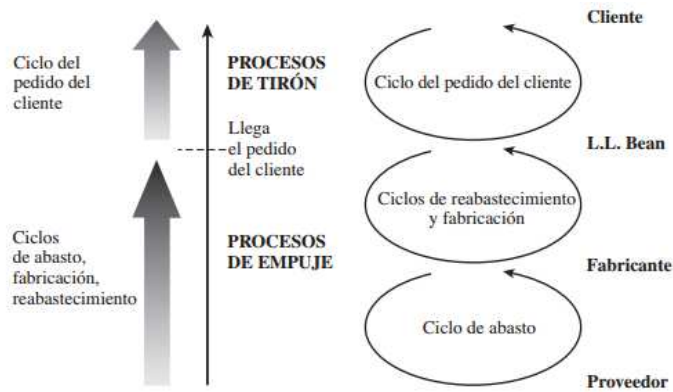 Ciclo del
pedido del
cliente
PROCESOS
DE TIRÓN
Llega
el pedido
del cliente
Ciclos
de abasto,
fabricación,
reabastecimiento
PROCESOS
DE EMPUJE
Cliente
Ciclo del pedido del cliente
L.L. Bean
Ciclos de reabastecimiento
y fabricación
Fabricante
Ciclo de abasto
Proveedor